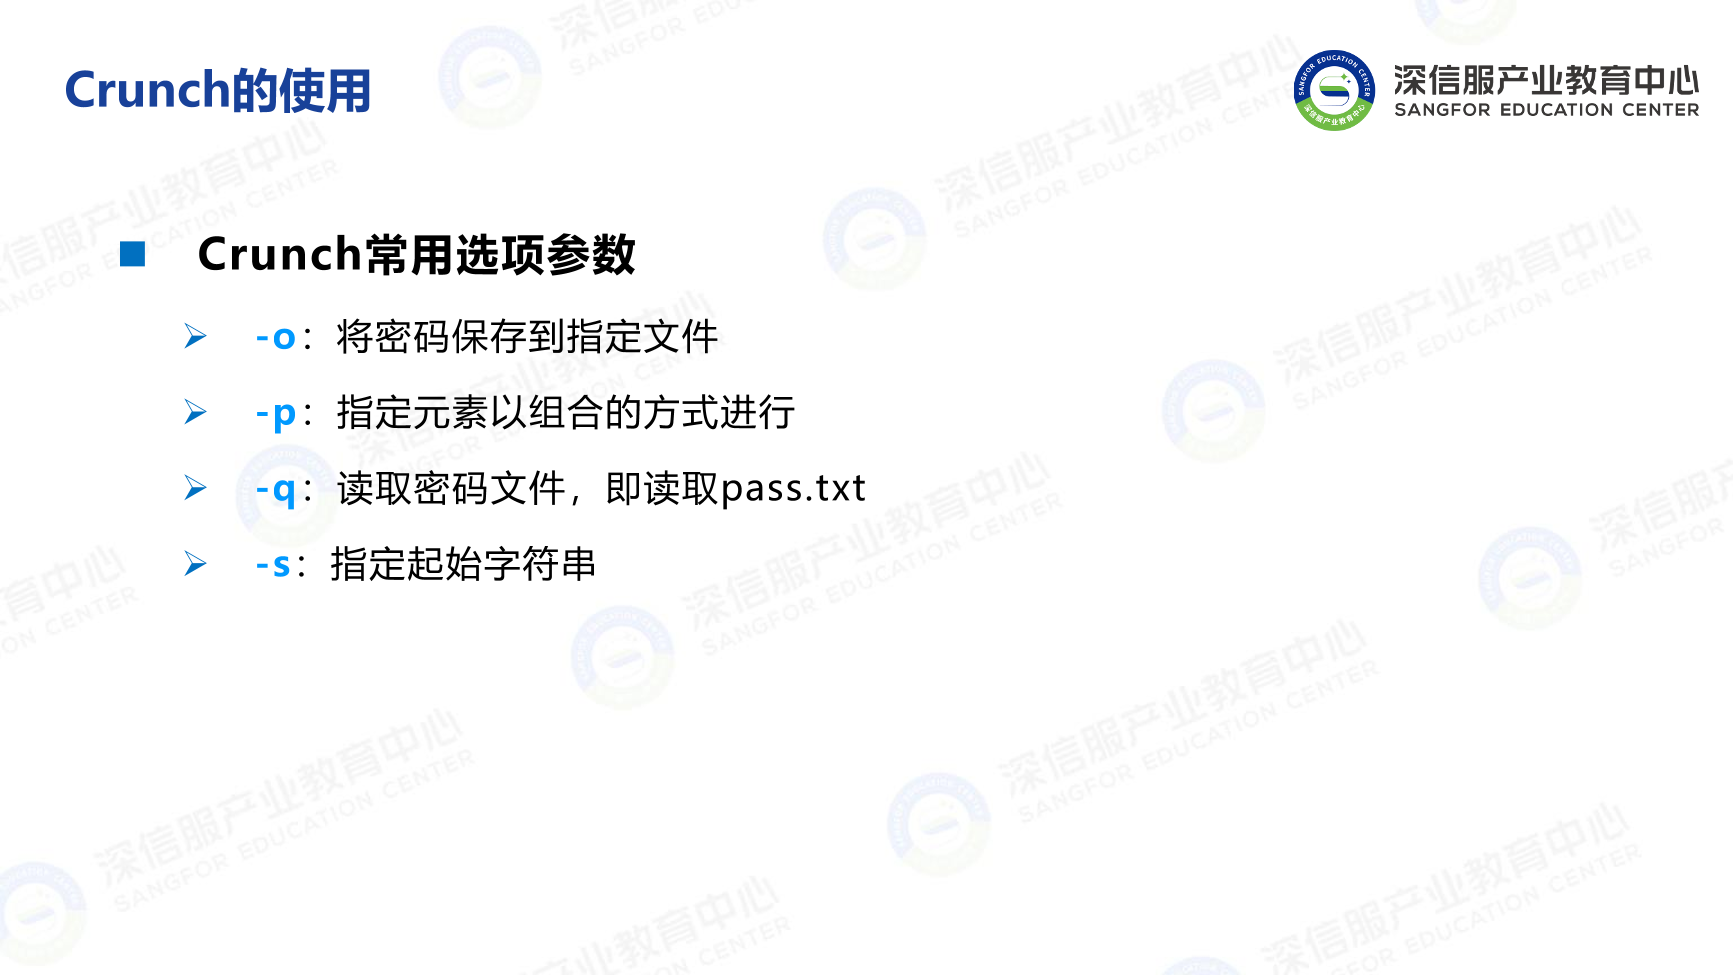 Crunch的使用
深信服产业教育中心
SANGFOR EDUCATION CENTER
Crunch常用选项参数
-o：将密码保存到指定文件
-p：指定元素以组合的方式进行
-q：读取密码文件，即读取pass.txt
-s：指定起始字符串